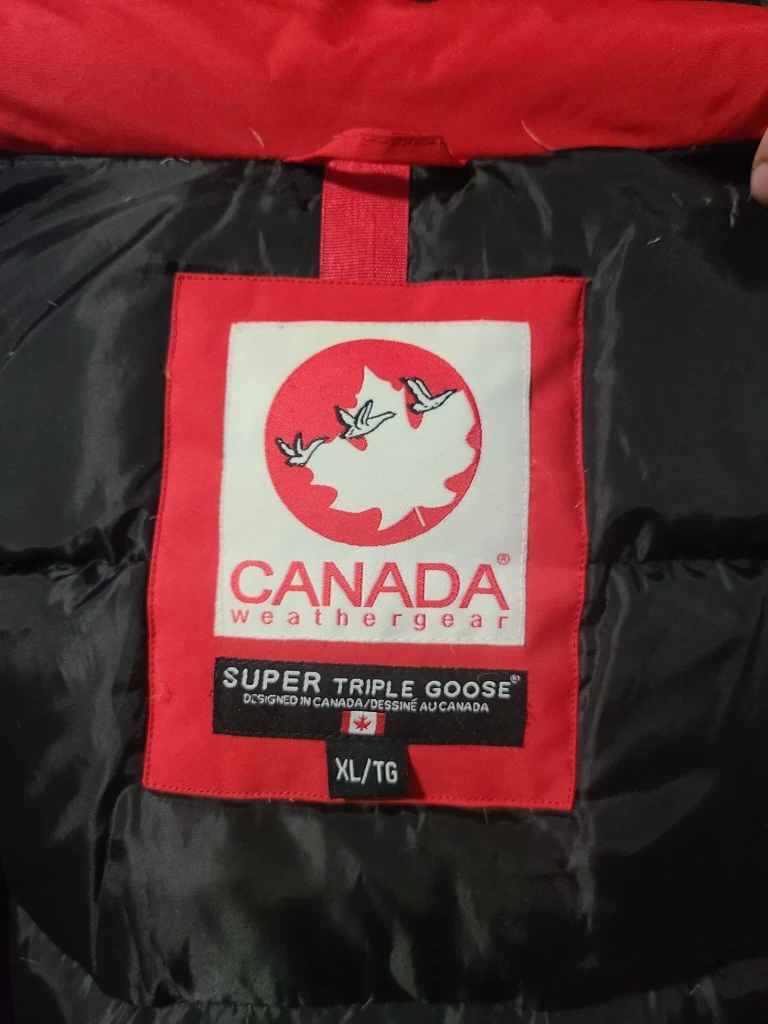 CANADA®
weathergear
SUPER TRIPLE GOOSE®
DESIGNED IN CANADA/DESSINÉ AU CANADA
XL/TG